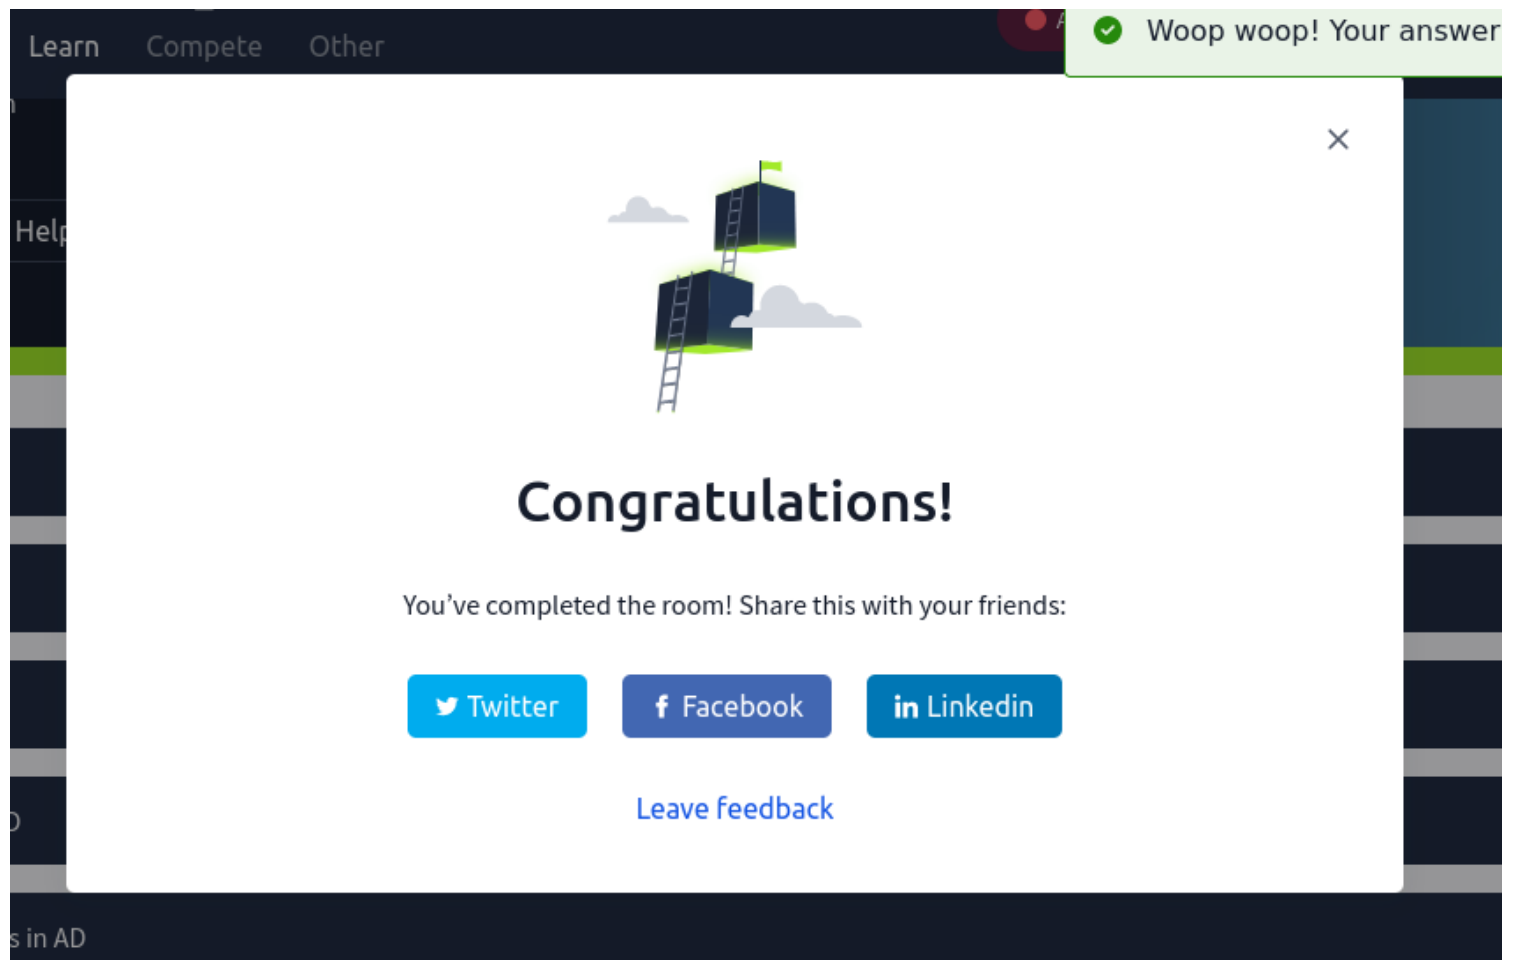 Learn Compete Other
Woop woop! Your answer
Help
Congratulations!
You've completed the room! Share this with your friends:
Twitter Facebook Linkedin
Leave feedback
s in AD